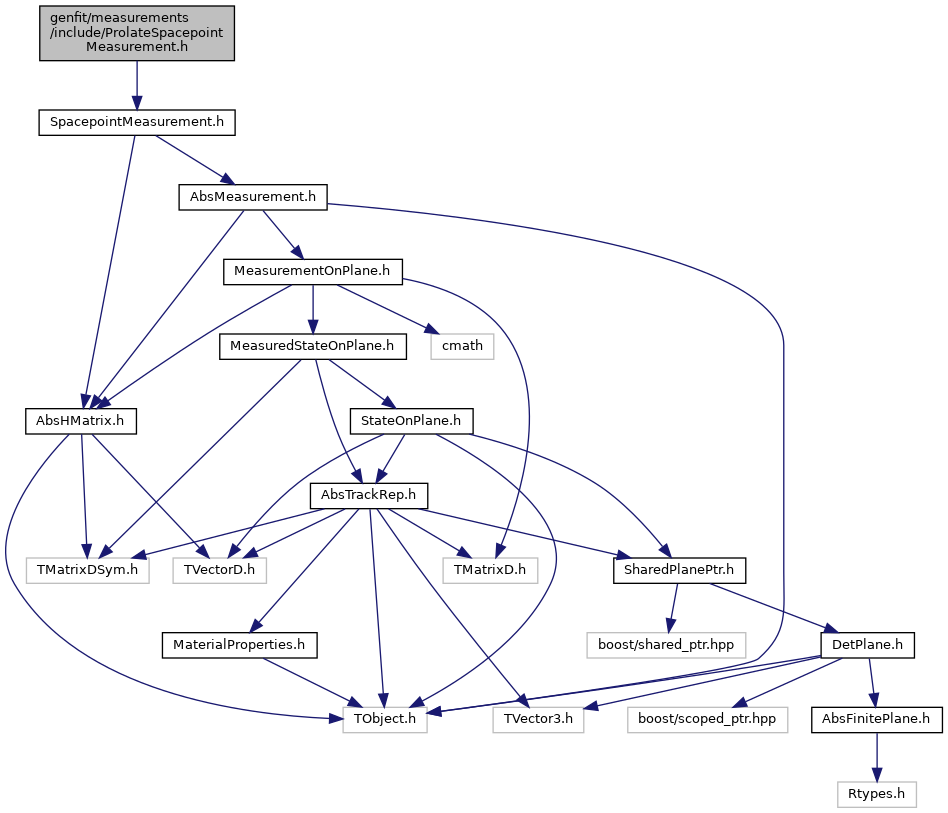 genfit/measurements
/include/ProlateSpacepoint
Measurement.h
SpacepointMeasurement.h
AbsMeasurement.h
MeasurementOnPlane.h
MeasuredStateOnPlane.h
cmath
AbsHMatrix.h
StateOnPlane.h
AbsTrackRep.h
TMatrixDSym.h
TVectorD.h
TMatrixD.h
SharedPlanePtr.h
MaterialProperties.h
boost/shared_ptr.hpp
DetPlane.h
TObject.h
TVector3.h
boost/scoped_ptr.hpp
AbsFinitePlane.h
Rtypes.h